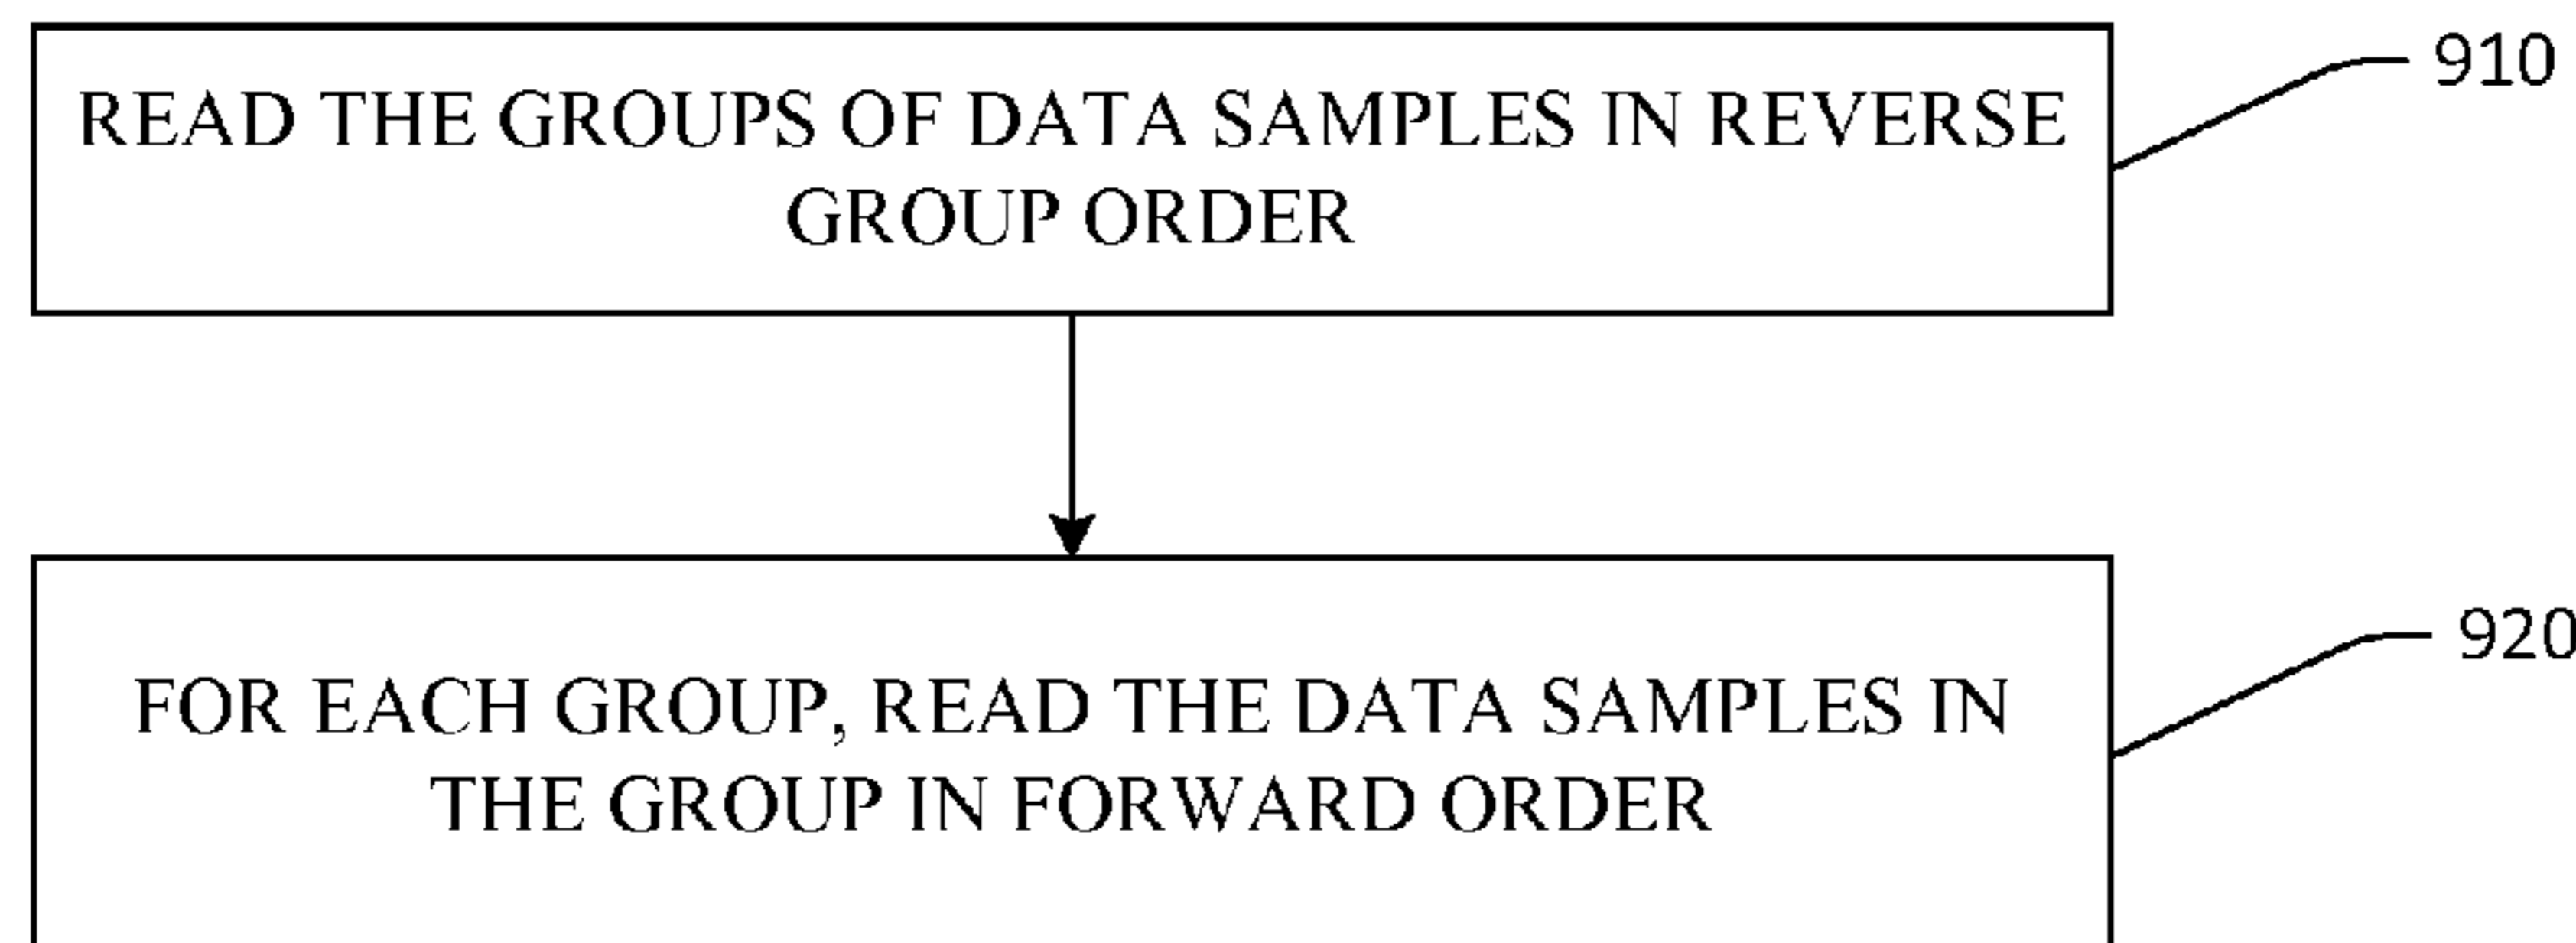 READ THE GROUPS OF DATA SAMPLES IN REVERSE
GROUP ORDER
910
FOR EACH GROUP, READ THE DATA SAMPLES IN
THE GROUP IN FORWARD ORDER
920